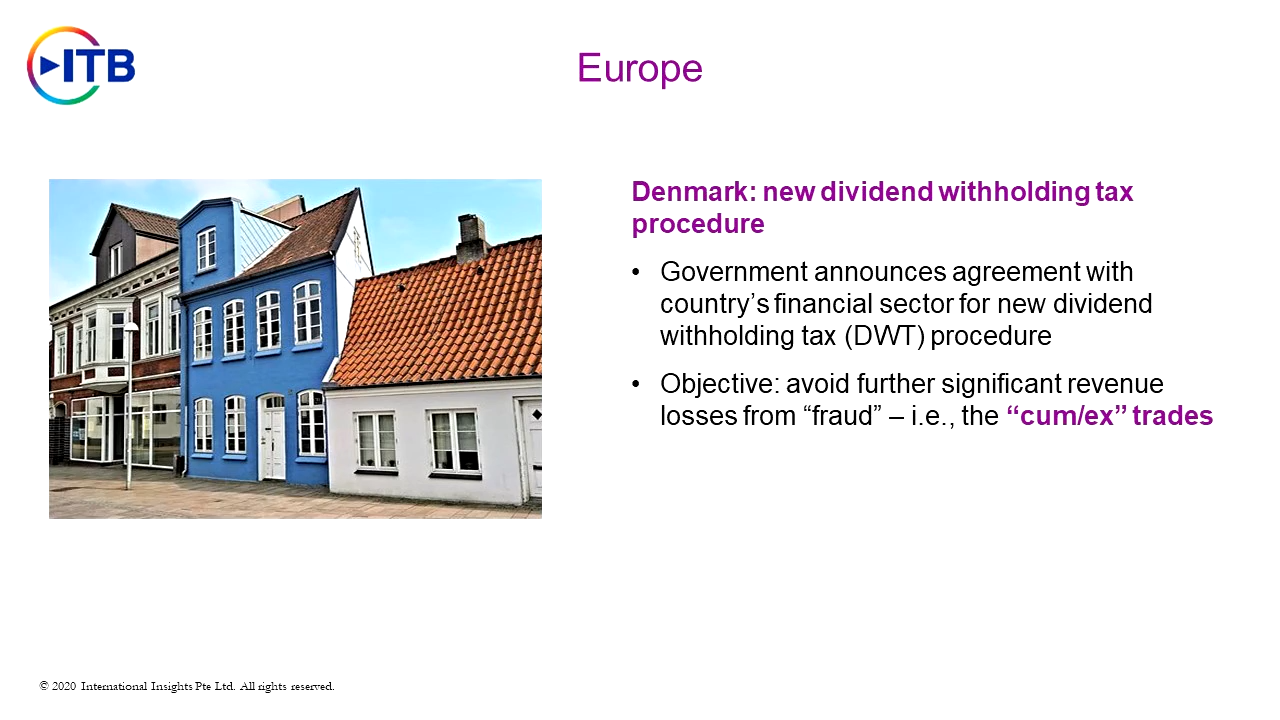 ITB
Europe
Denmark: new dividend withholding tax
procedure
• Government announces agreement with
country’s financial sector for new dividend
withholding tax (DWT) procedure
• Objective: avoid further significant revenue
losses from “fraud” – i.e., the “cum/ex” trades
© 2020 International Insights Pte Ltd. All rights reserved.